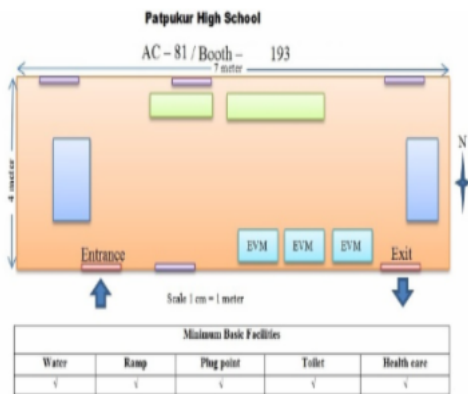 Patpukur High School
AC – 81 / Booth – 193
7 meter
4 meter
N
EVM EVM EVM
Entrance Exit
Scale 1 cm = 1 meter
Minimum Basic Facilities
Water Ramp Plug point Toilet Health care
√ √ √ √ √